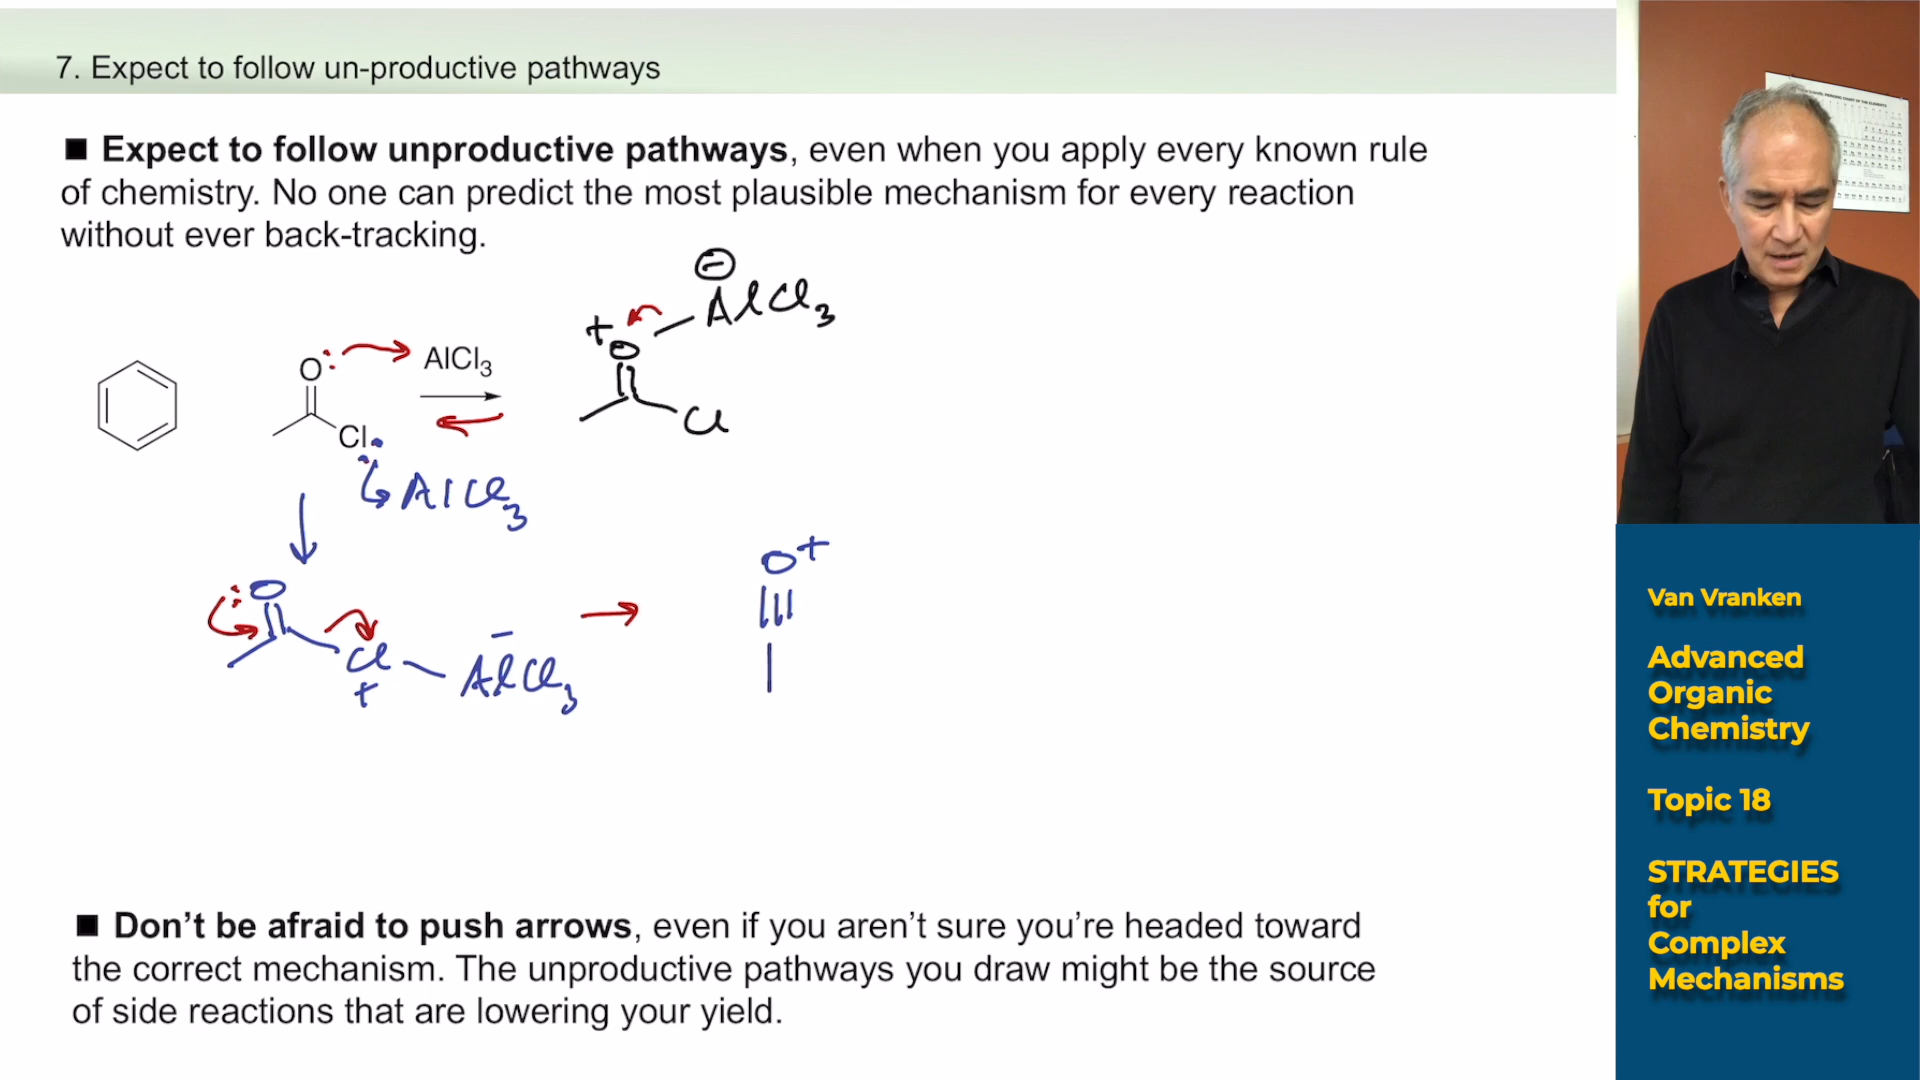 7. Expect to follow un-productive pathways
■ Expect to follow unproductive pathways, even when you apply every known rule
of chemistry. No one can predict the most plausible mechanism for every reaction
without ever back-tracking.
⊖
AlCl3
+
O
Cl
O:
AlCl3
Cl
AlCl3
O
Cl
+
− AlCl3
O+
■ Don’t be afraid to push arrows, even if you aren’t sure you’re headed toward
the correct mechanism. The unproductive pathways you draw might be the source
of side reactions that are lowering your yield.
Van Vranken
Advanced
Organic
Chemistry
Topic 18
STRATEGIES
for
Complex
Mechanisms